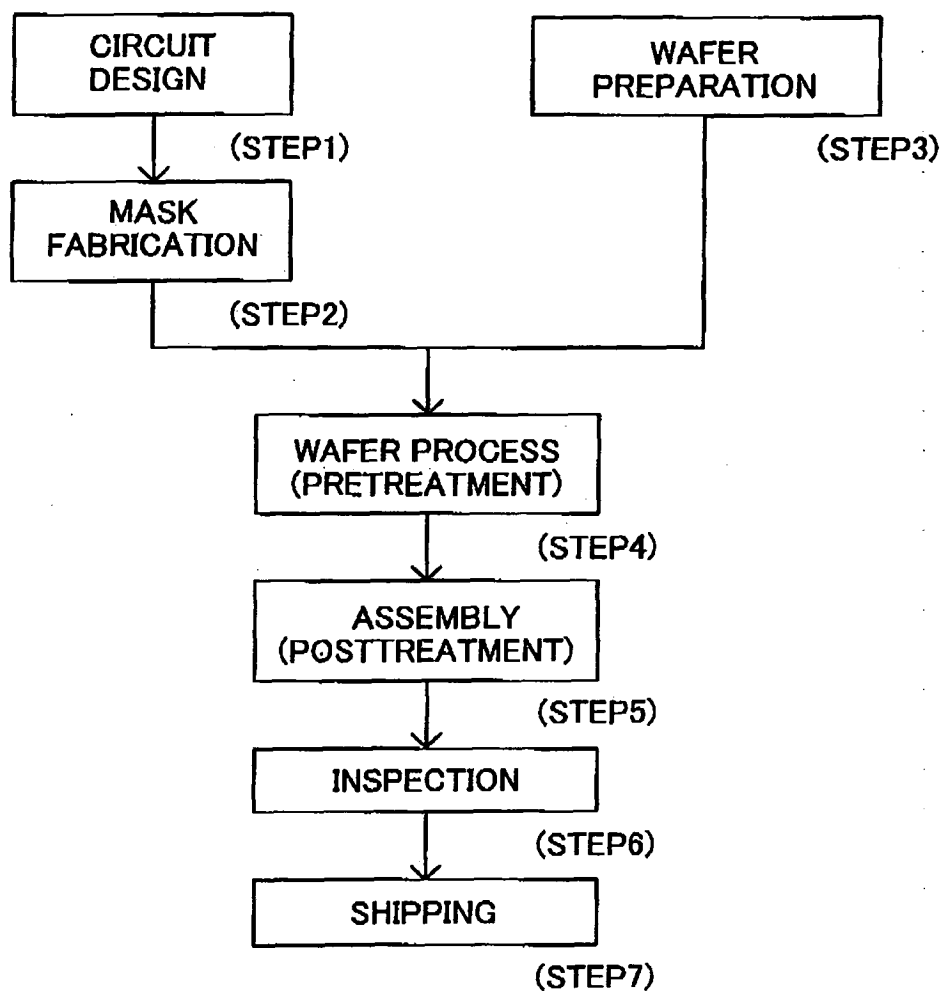 CIRCUIT
DESIGN
(STEP1)
MASK
FABRICATION
(STEP2)
WAFER
PREPARATION
(STEP3)
WAFER PROCESS
(PRETREATMENT)
(STEP4)
ASSEMBLY
(POSTTREATMENT)
(STEP5)
INSPECTION
(STEP6)
SHIPPING
(STEP7)